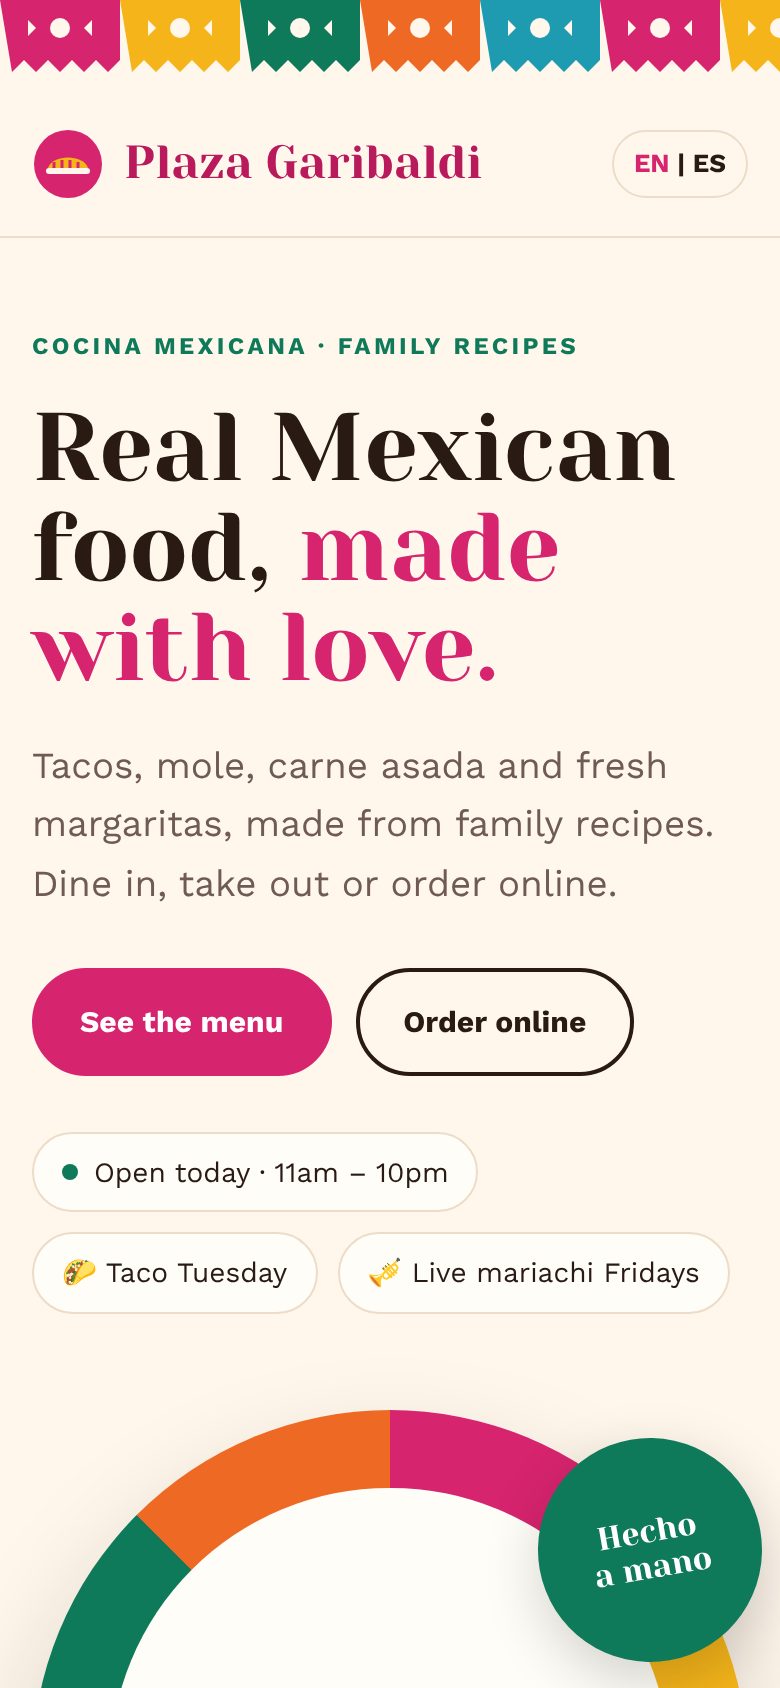 Plaza Garibaldi
EN | ES
COCINA MEXICANA · FAMILY RECIPES
Real Mexican
food, made
with love.
Tacos, mole, carne asada and fresh
margaritas, made from family recipes.
Dine in, take out or order online.
See the menu
Order online
Open today · 11am – 10pm
🌮 Taco Tuesday
🎺 Live mariachi Fridays
Hecho
a mano